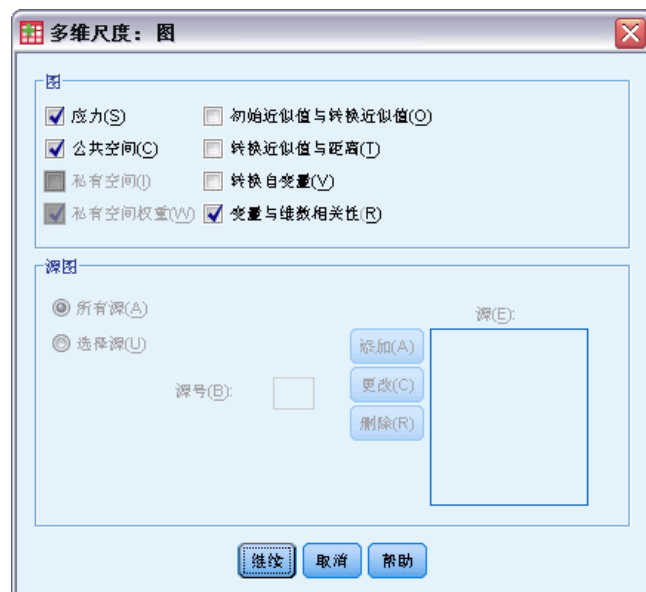 多维尺度：图
图
应力(S)
初始近似值与转换近似值(O)
公共空间(C)
转换近似值与距离(T)
私有空间(I)
转换自变量(V)
私有空间权重(W)
变量与维数相关性(R)
源图
所有源(A)
源(E):
选择源(U)
添加(A)
源号(B):
更改(C)
删除(R)
继续
取消
帮助